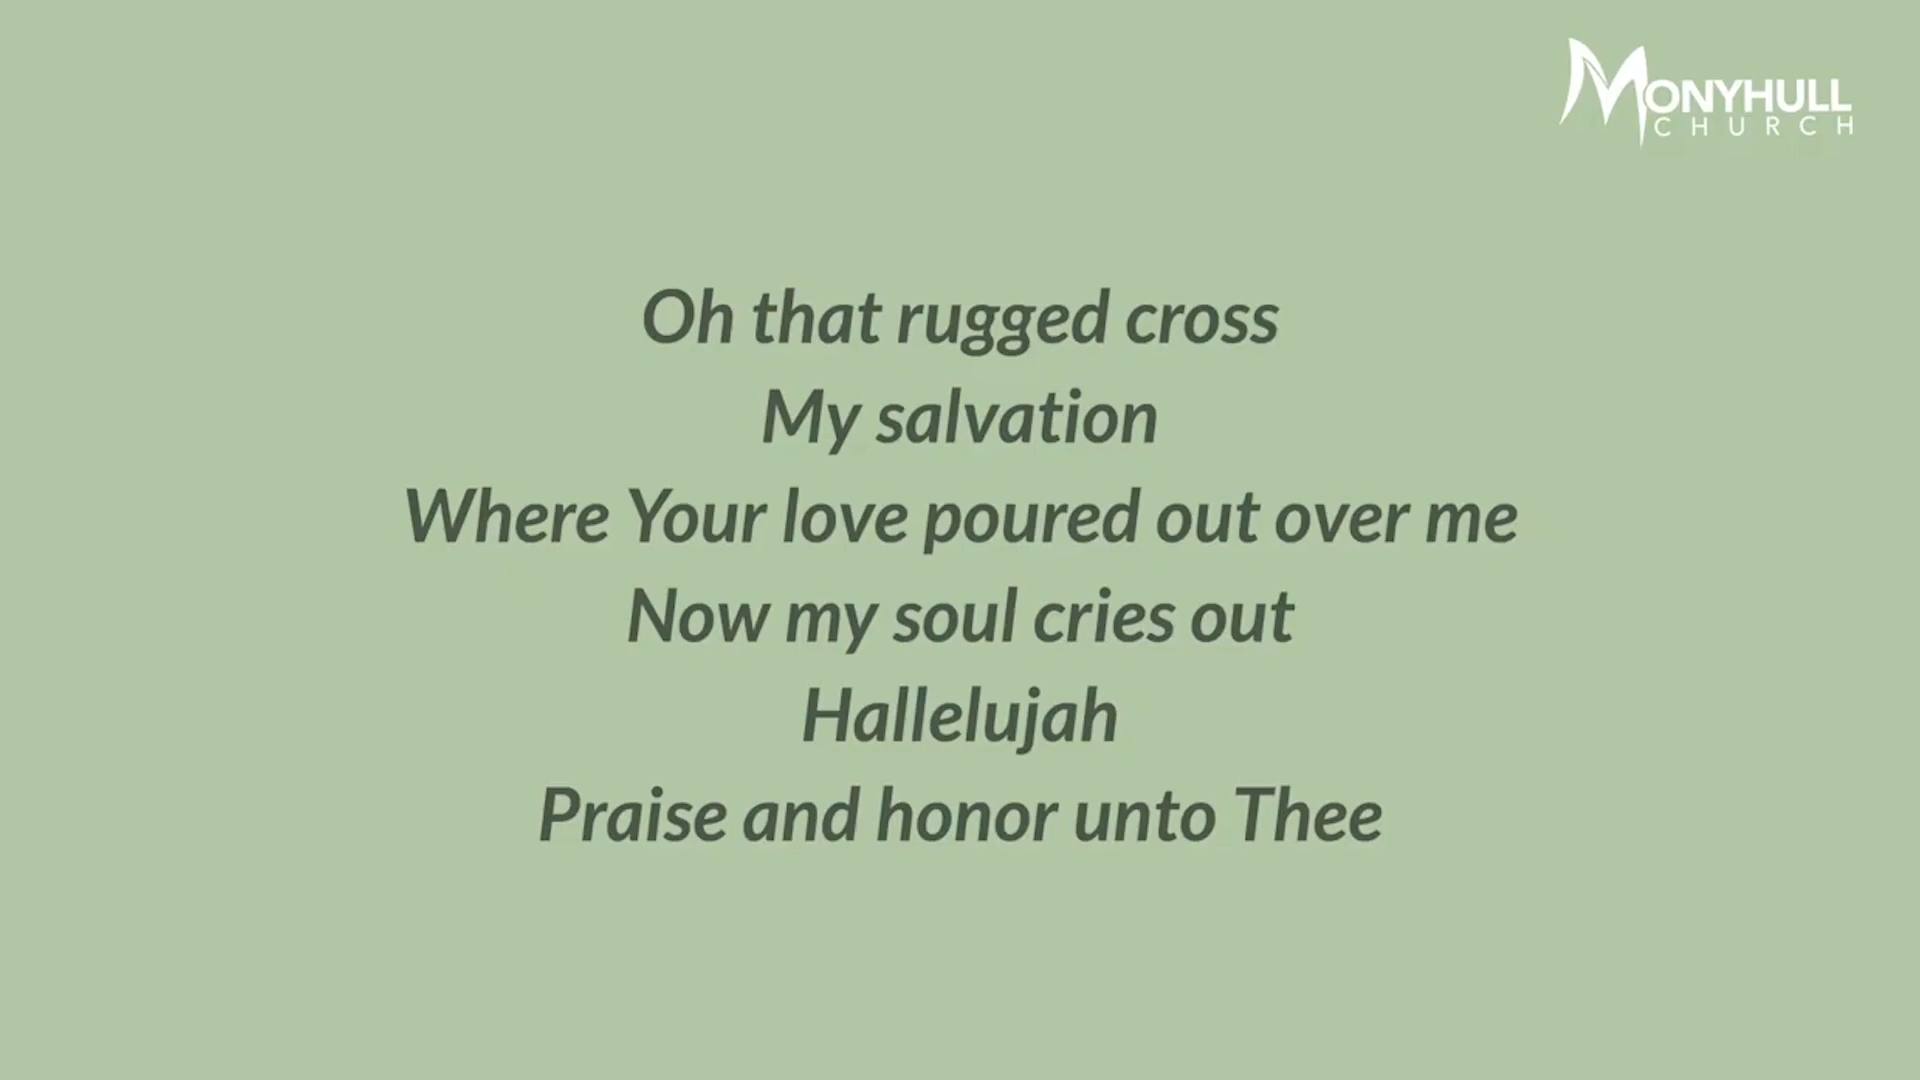 MONYHULL
CHURCH
Oh that rugged cross
My salvation
Where Your love poured out over me
Now my soul cries out
Hallelujah
Praise and honor unto Thee